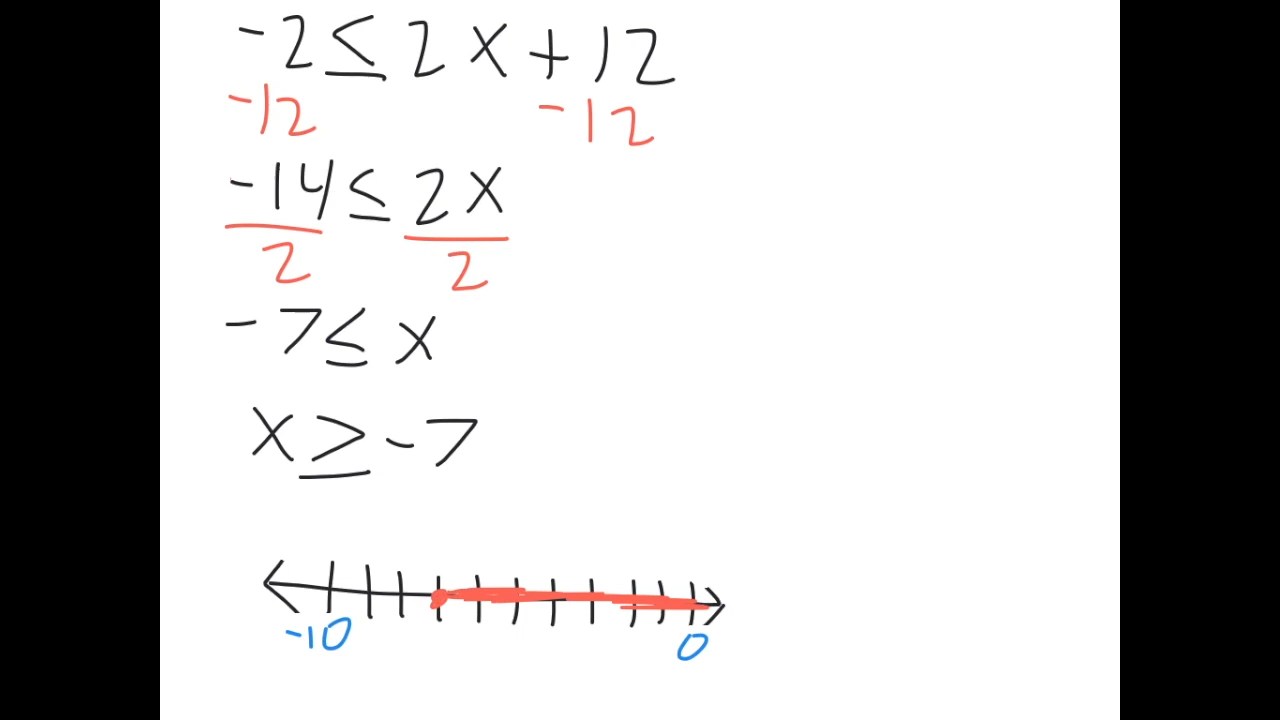 -2 ≤ 2x + 12
-12 -12
-14 ≤ 2x
2 2
-7 ≤ x
x ≥ -7
-10 0